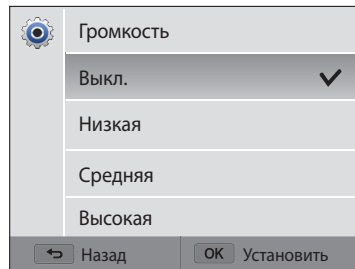 Громкость
Выкл.
Низкая
Средняя
Высокая
Назад
OK Установить